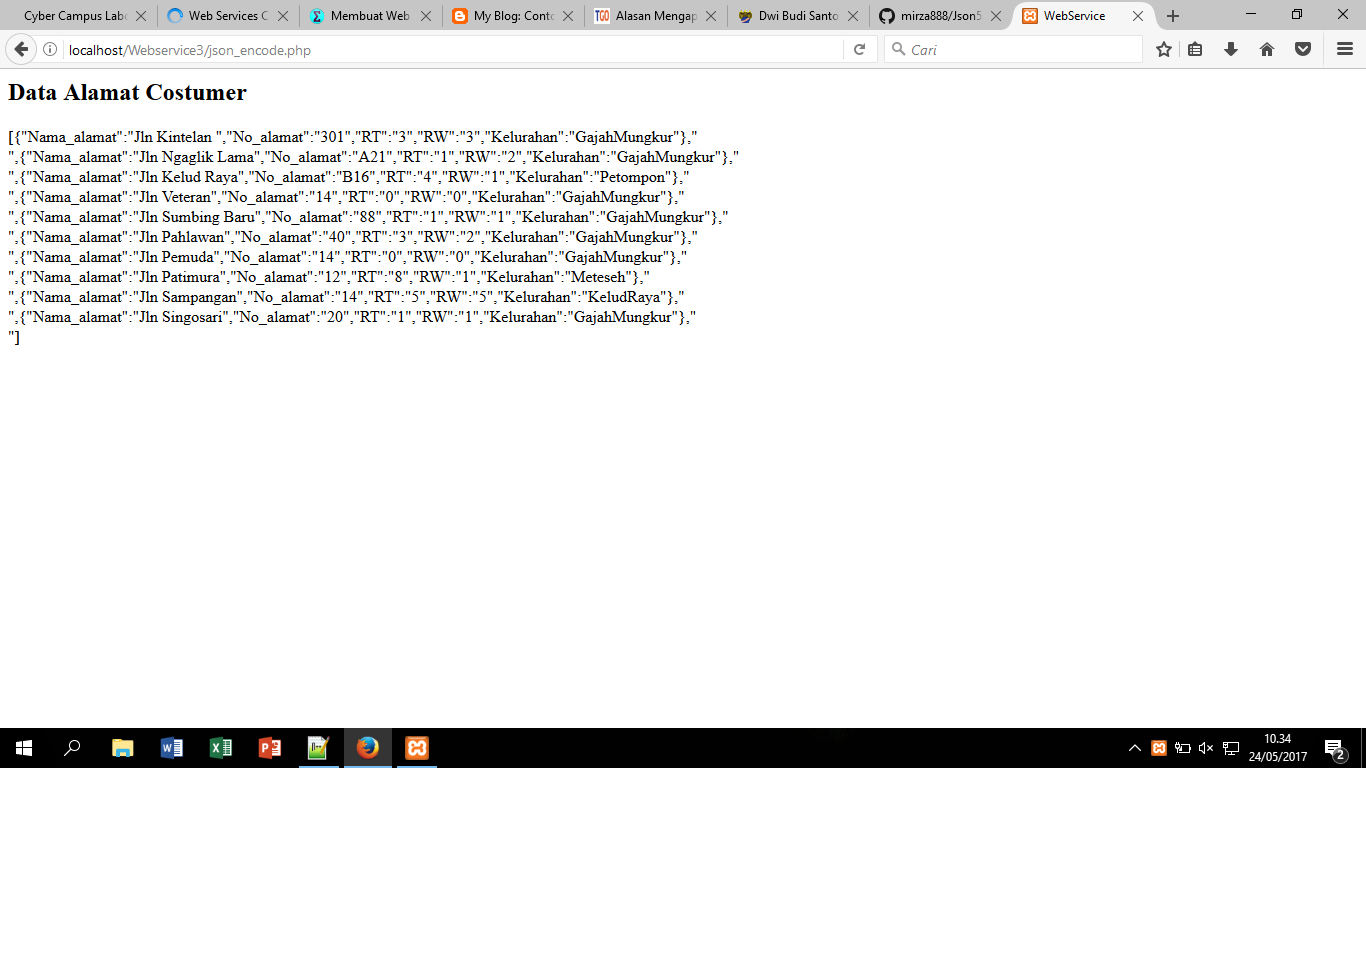 Cyber Campus Labo
Web Services C
Membuat Web
My Blog: Conto
Alasan Mengap
Dwi Budi Santo
mirza888/Json5
WebService
localhost/Webservice3/json_encode.php
Cari
Data Alamat Costumer
[{"Nama_alamat":"Jln Kintelan ","No_alamat":"301","RT":"3","RW":"3","Kelurahan":"GajahMungkur"},"
",{"Nama_alamat":"Jln Ngaglik Lama","No_alamat":"A21","RT":"1","RW":"2","Kelurahan":"GajahMungkur"},"
",{"Nama_alamat":"Jln Kelud Raya","No_alamat":"B16","RT":"4","RW":"1","Kelurahan":"Petompon"},"
",{"Nama_alamat":"Jln Veteran","No_alamat":"14","RT":"0","RW":"0","Kelurahan":"GajahMungkur"},"
",{"Nama_alamat":"Jln Sumbing Baru","No_alamat":"88","RT":"1","RW":"1","Kelurahan":"GajahMungkur"},"
",{"Nama_alamat":"Jln Pahlawan","No_alamat":"40","RT":"3","RW":"2","Kelurahan":"GajahMungkur"},"
",{"Nama_alamat":"Jln Pemuda","No_alamat":"14","RT":"0","RW":"0","Kelurahan":"GajahMungkur"},"
",{"Nama_alamat":"Jln Patimura","No_alamat":"12","RT":"8","RW":"1","Kelurahan":"Meteseh"},"
",{"Nama_alamat":"Jln Sampangan","No_alamat":"14","RT":"5","RW":"5","Kelurahan":"KeludRaya"},"
",{"Nama_alamat":"Jln Singosari","No_alamat":"20","RT":"1","RW":"1","Kelurahan":"GajahMungkur"},"
"]
10.34
24/05/2017
2